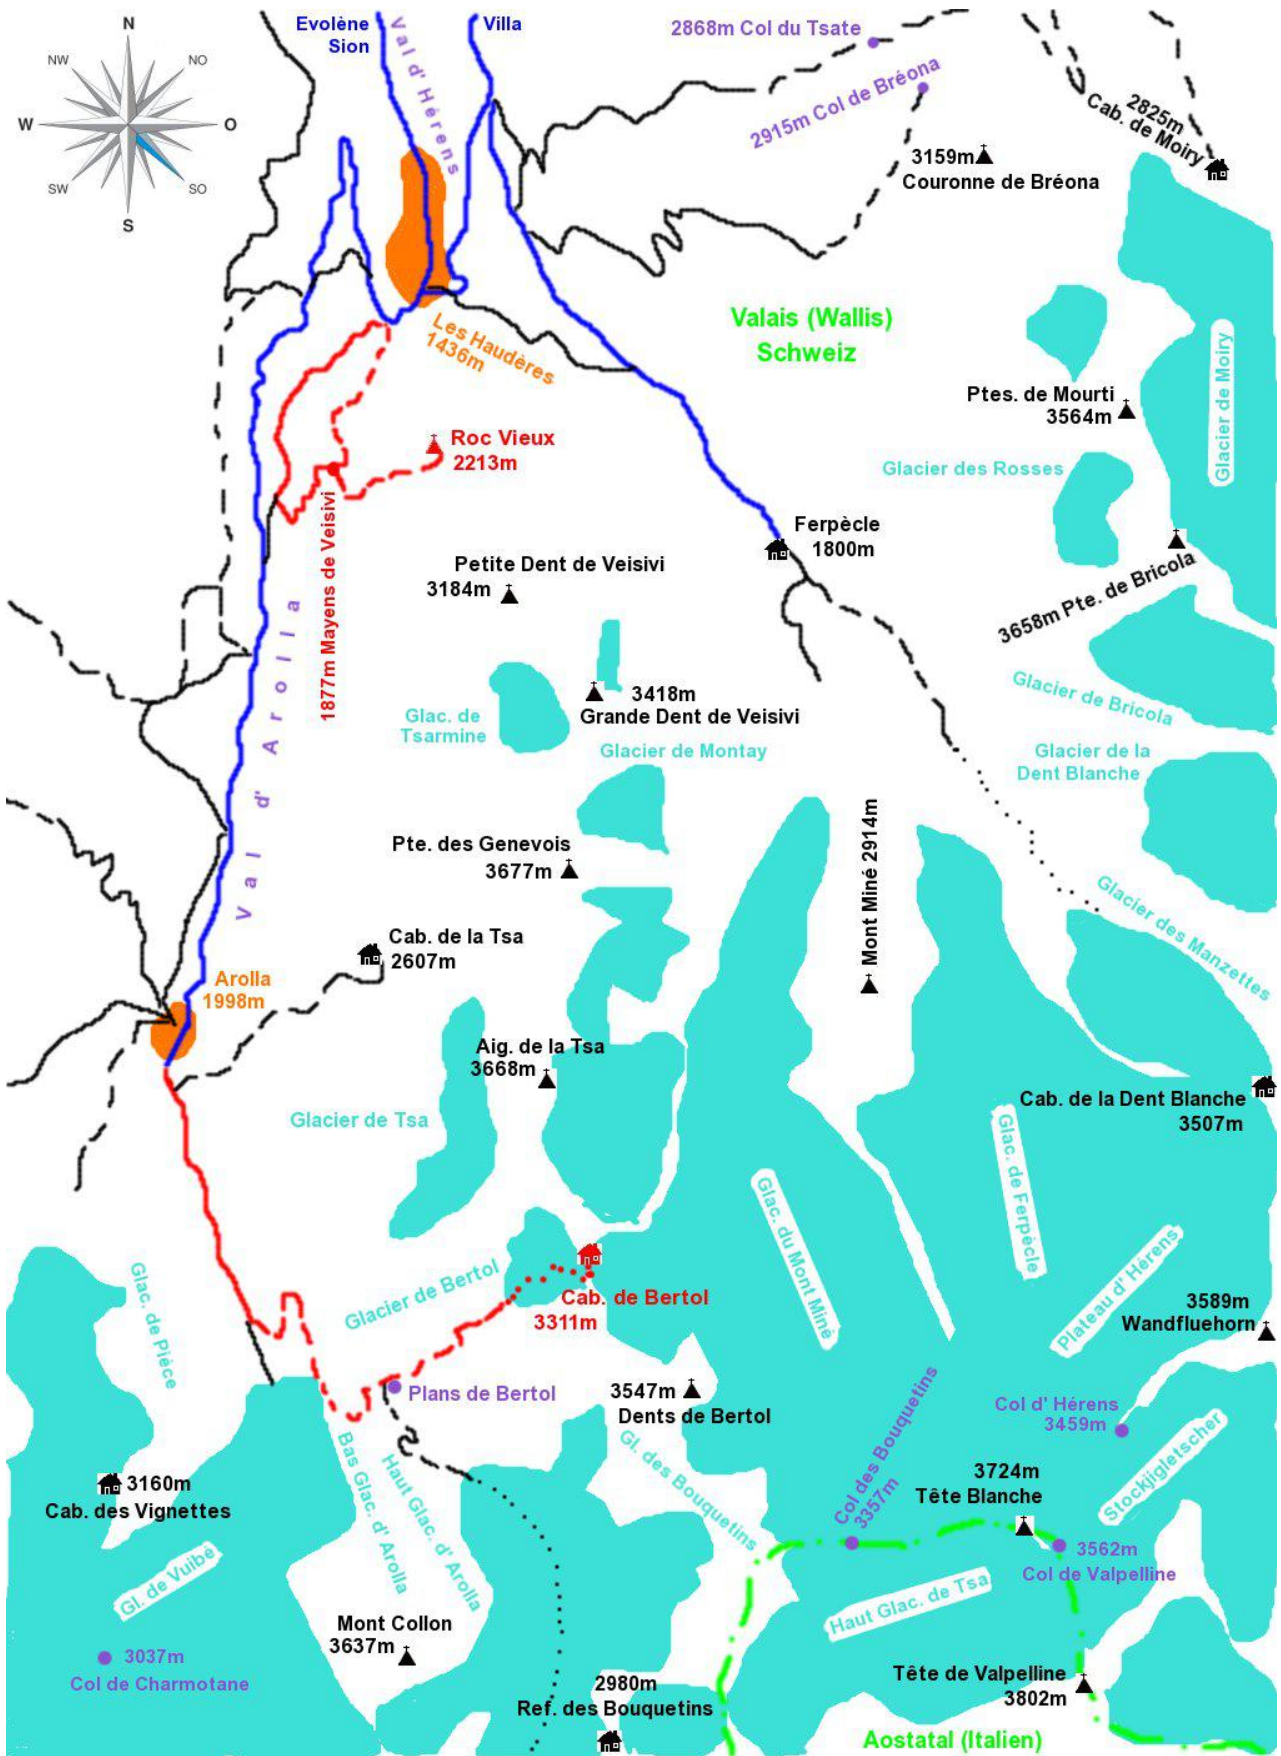 N
NW
NO
W
O
SW
SO
S
Evolène
Sion
Villa
Val d' Hérens
2868m Col du Tsate
2915m Col de Bréona
2825m
Cab. de Moiry
3159m
Couronne de Bréona
Les Haudères
1436m
Valais (Wallis)
Schweiz
Glacier de Moiry
Ptes. de Mourti
3564m
Roc Vieux
2213m
Glacier des Rosses
1877m Mayens de Veisivi
Ferpècle
1800m
Petite Dent de Veisivi
3184m
3658m Pte. de Bricola
Val d' Arolla
3418m
Grande Dent de Veisivi
Glac. de
Tsarmine
Glacier de Montay
Glacier de Bricola
Glacier de la
Dent Blanche
Pte. des Genevois
3677m
Mont Miné 2914m
Glacier des Manzettes
Cab. de la Tsa
2607m
Arolla
1998m
Aig. de la Tsa
3668m
Glacier de Tsa
Cab. de la Dent Blanche
3507m
Glac. de Ferpècle
Glac. du Mont Miné
Plateau d' Hérens
Glac. de Pièce
Glacier de Bertol
Cab. de Bertol
3311m
3589m
Wandfluehorn
Plans de Bertol
3547m
Dents de Bertol
Col d' Hérens
3459m
Gl. des Bouquetins
Col des Bouquetins
3357m
Stockjigletscher
3160m
Cab. des Vignettes
Bas Glac. d' Arolla
Haut Glac. d' Arolla
3724m
Tête Blanche
3562m
Col de Valpelline
Gl. de Vuibé
Haut Glac. de Tsa
Mont Collon
3637m
3037m
Col de Charmotane
2980m
Ref. des Bouquetins
Tête de Valpelline
3802m
Aostatal (Italien)